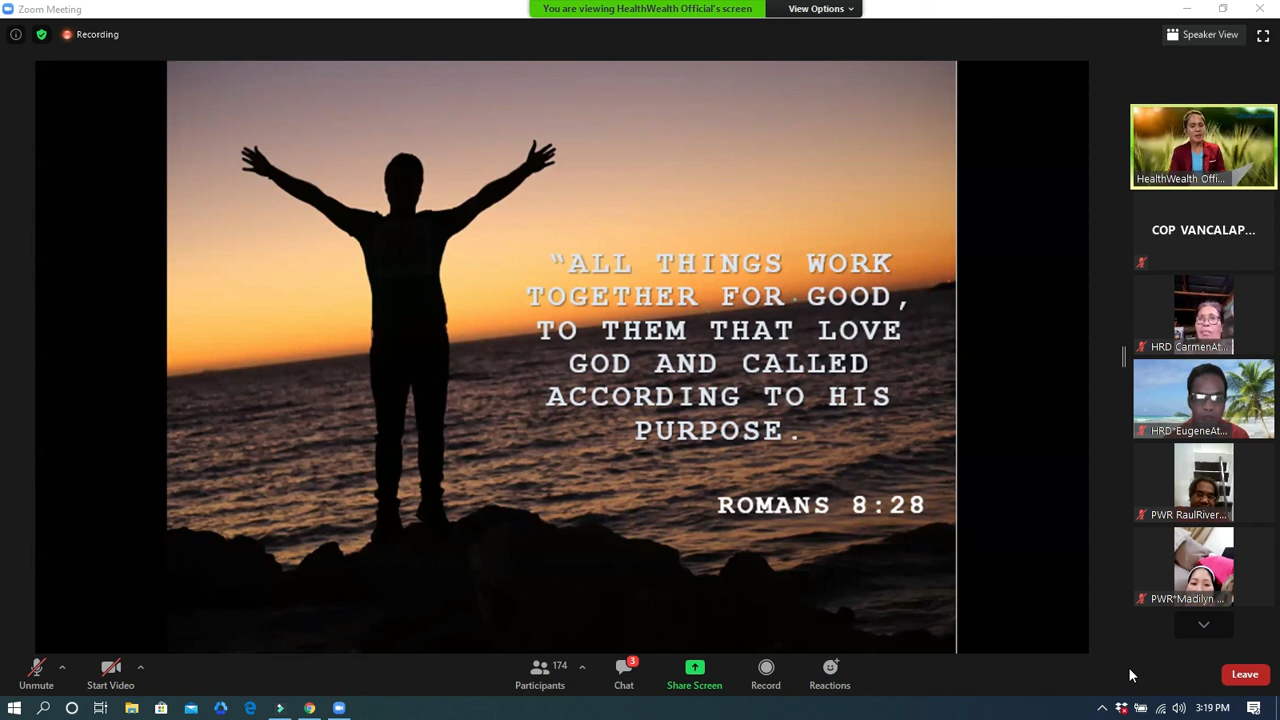 Zoom Meeting
You are viewing HealthWealth Official's screen
View Options
Recording
Speaker View
"ALL THINGS WORK
TOGETHER FOR GOOD,
TO THEM THAT LOVE
GOD AND CALLED
ACCORDING TO HIS
PURPOSE.
ROMANS 8:28
HealthWealth Offi...
COP VANCALAP...
HRD CarmenAt...
HRD*EugeneAt...
PWR RaulRiver...
PWR*Madilyn ...
Unmute
Start Video
174
Participants
3
Chat
Share Screen
Record
Reactions
Leave
3:19 PM